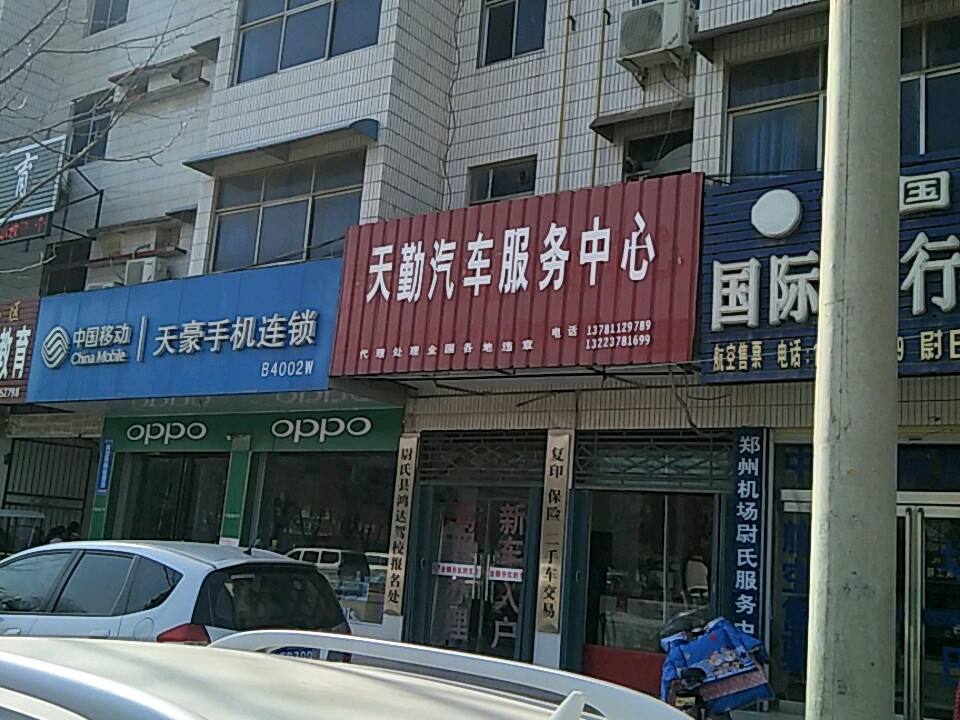 育
教育
中国移动
China Mobile
天豪手机连锁
B4002W
天勤汽车服务中心
代理处理全国各地违章
电话
13781129789
13223781699
国
国际
行
航空售票
电话
oppo
oppo
尉氏县鸿达驾校报名处
复印 保险 二手车交易
郑州机场尉氏服务中
新车入户